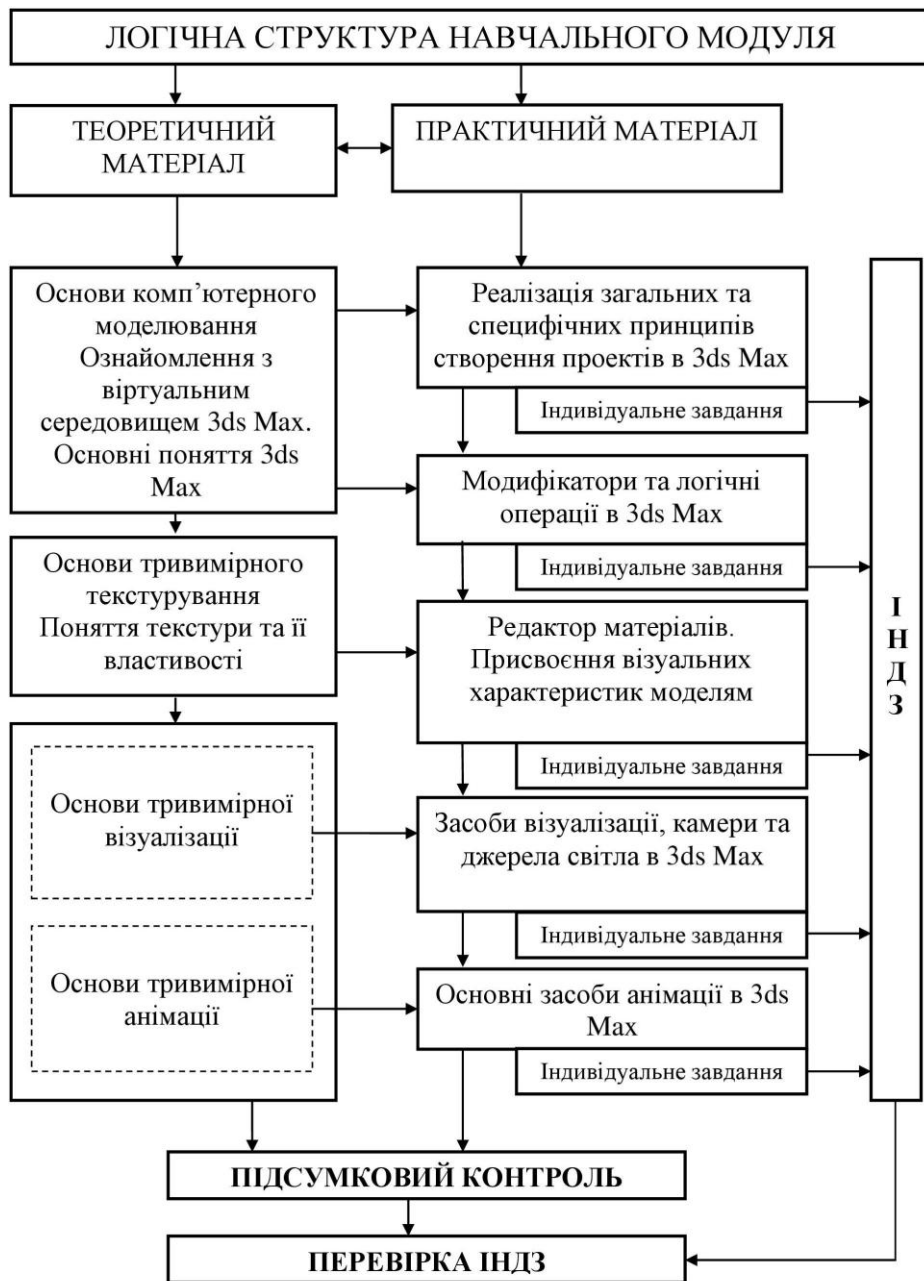 ЛОГІЧНА СТРУКТУРА НАВЧАЛЬНОГО МОДУЛЯ
ТЕОРЕТИЧНИЙ
МАТЕРІАЛ
ПРАКТИЧНИЙ МАТЕРІАЛ
Основи комп’ютерного
моделювання
Ознайомлення з
віртуальним
середовищем 3ds Max.
Основні поняття 3ds
Max
Реалізація загальних та
специфічних принципів
створення проектів в 3ds Max
Індивідуальне завдання
Модифікатори та логічні
операції в 3ds Max
Індивідуальне завдання
Основи тривимірного
текстурування
Поняття текстури та її
властивості
Редактор матеріалів.
Присвоєння візуальних
характеристик моделям
Індивідуальне завдання
Основи тривимірної
візуалізації
Засоби візуалізації, камери та
джерела світла в 3ds Max
Індивідуальне завдання
Основи тривимірної
анімації
Основні засоби анімації в 3ds
Max
Індивідуальне завдання
І
Н
Д
З
ПІДСУМКОВИЙ КОНТРОЛЬ
ПЕРЕВІРКА ІНДЗ